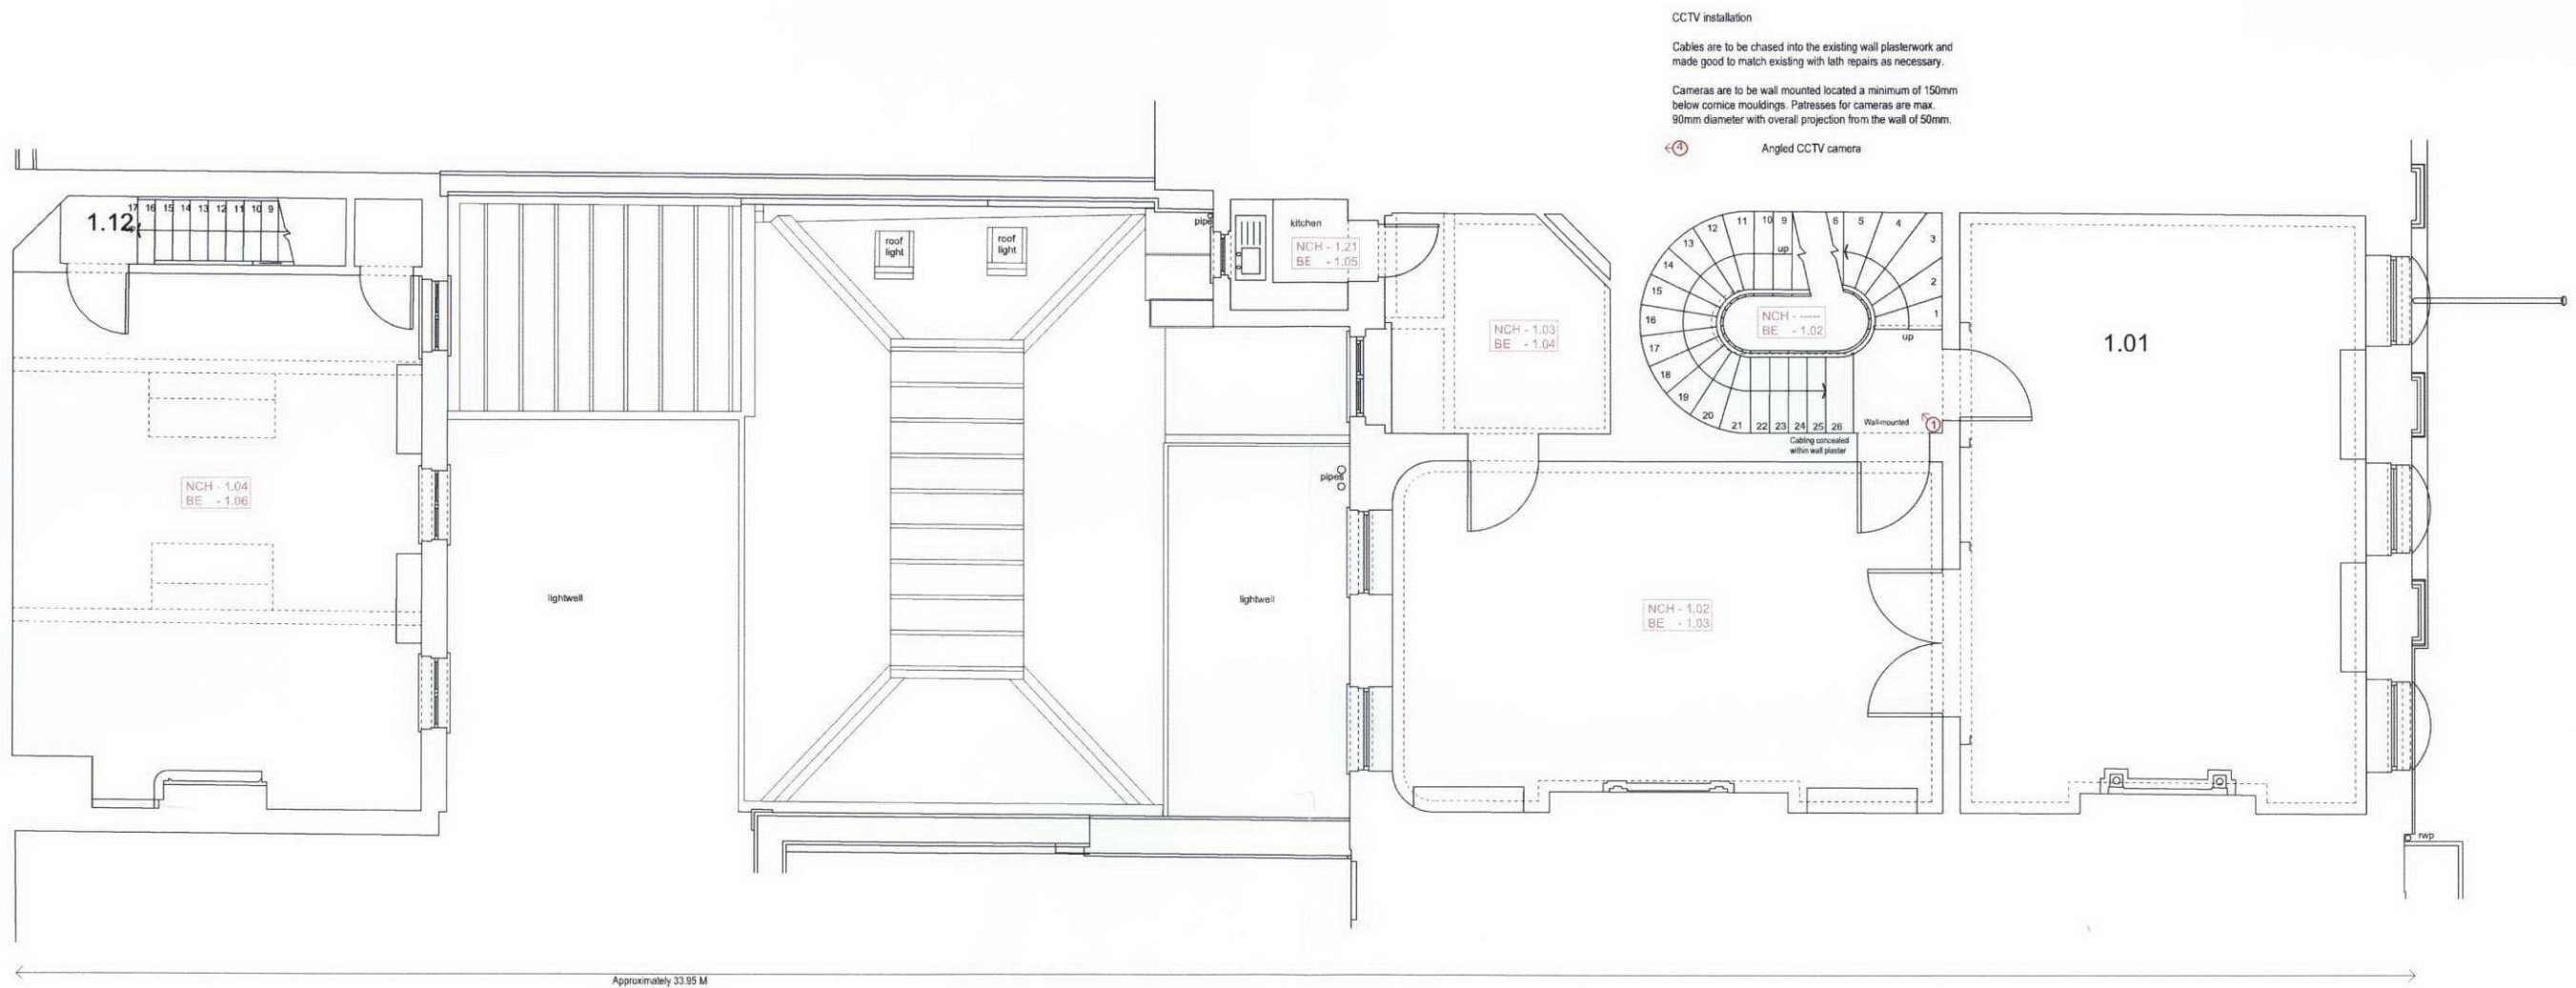 CCTV installation
Cables are to be chased into the existing wall plasterwork and
made good to match existing with lath repairs as necessary.
Cameras are to be wall mounted located a minimum of 150mm
below cornice mouldings. Patresses for cameras are max.
90mm diameter with overall projection from the wall of 50mm.
4 Angled CCTV camera
1.12
17 16 15 14 13 12 11 10 9
roof
light
roof
light
pipe
kitchen
NCH - 1.21
BE - 1.05
NCH - 1.03
BE - 1.04
11 10 9 6 5 4 3 2 1
up
12
13
14
15
16
17
18
19
20
21 22 23 24 25 26
NCH - -----
BE - 1.02
up
1.01
Wall-mounted
1
Cabling concealed
within wall plaster
pipes
NCH - 1.04
BE - 1.06
lightwell
lightwell
NCH - 1.02
BE - 1.03
rwp
Approximately 33.95 M